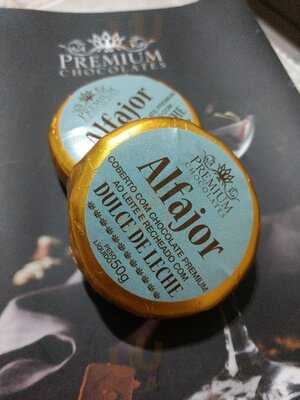 PREMIUM
CHOCOLATES
PREMIUM
Alfajor
PREMIUM
CHOCOLATES
Alfajor
COBERTO COM CHOCOLATE PREMIUM
AO LEITE E RECHEADO COM
DULCE DE LECHE
PESO
LÍQUIDO 50g